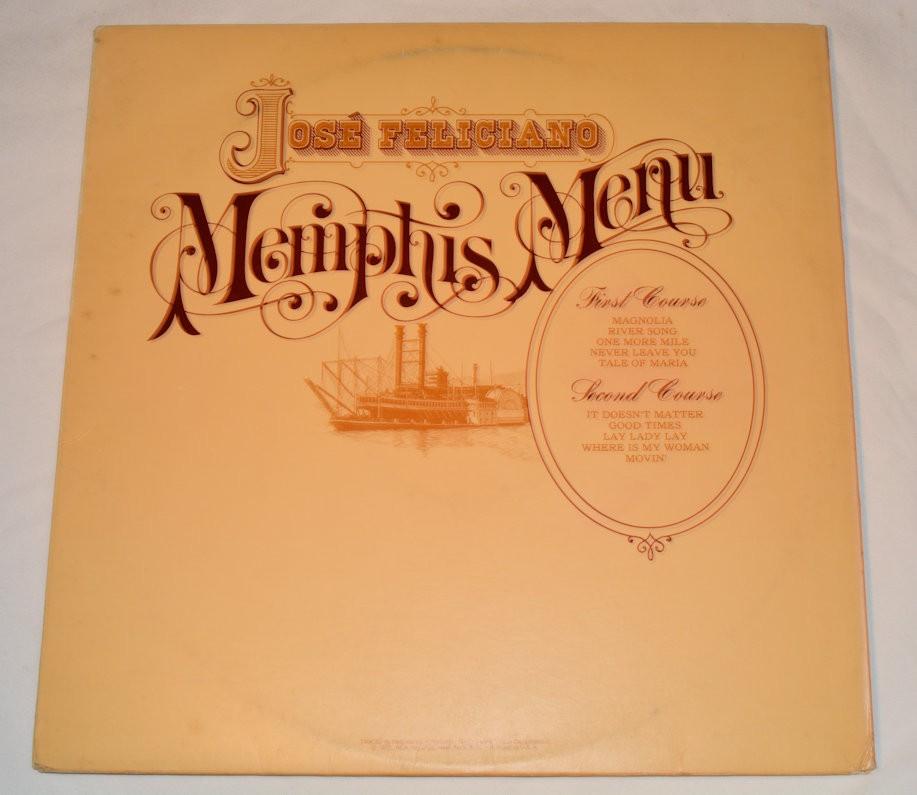 JOSÉ FELICIANO
Memphis Menu
First Course
MAGNOLIA
RIVER SONG
ONE MORE MILE
NEVER LEAVE YOU
TALE OF MARIA
Second Course
IT DOESN'T MATTER
GOOD TIMES
LAY LADY LAY
WHERE IS MY WOMAN
MOVIN'